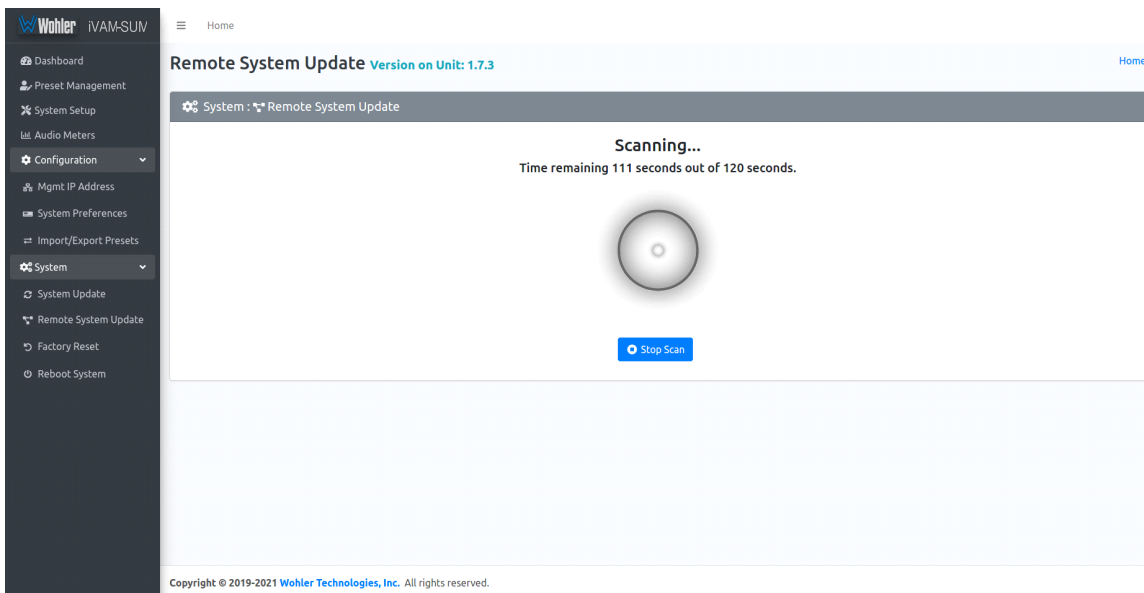 Wohler iVAM-SUM
Home
Dashboard
Preset Management
System Setup
Audio Meters
Configuration
Mgmt IP Address
System Preferences
Import/Export Presets
System
System Update
Remote System Update
Factory Reset
Reboot System
Remote System Update Version on Unit: 1.7.3
Home
System : Remote System Update
Scanning...
Time remaining 111 seconds out of 120 seconds.
Stop Scan
Copyright © 2019-2021 Wohler Technologies, Inc. All rights reserved.